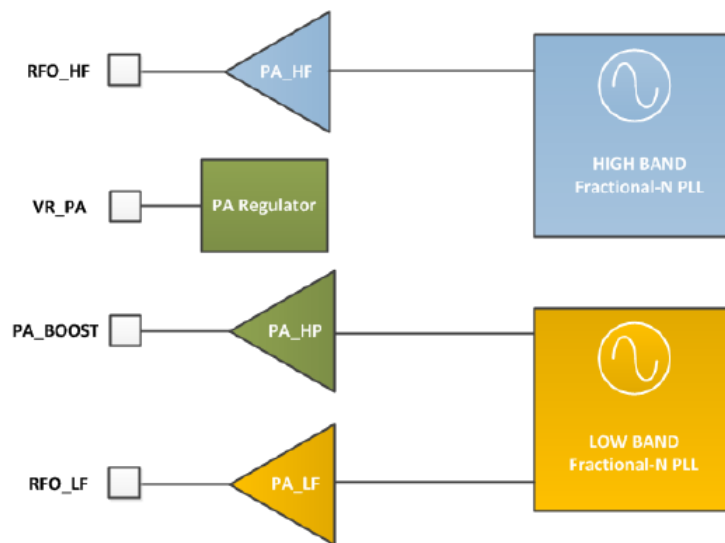 RFO_HF
PA_HF
HIGH BAND
Fractional-N PLL
VR_PA
PA Regulator
PA_BOOST
PA_HP
RFO_LF
PA_LF
LOW BAND
Fractional-N PLL